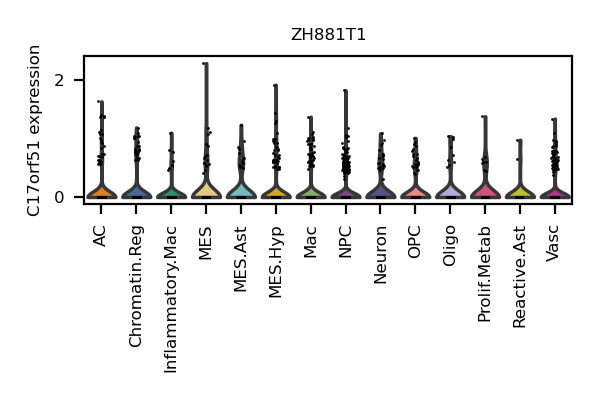 ZH881T1
C17orf51 expression
2
0
AC
Chromatin.Reg
Inflammatory.Mac
MES
MES.Ast
MES.Hyp
Mac
NPC
Neuron
OPC
Oligo
Prolif.Metab
Reactive.Ast
Vasc